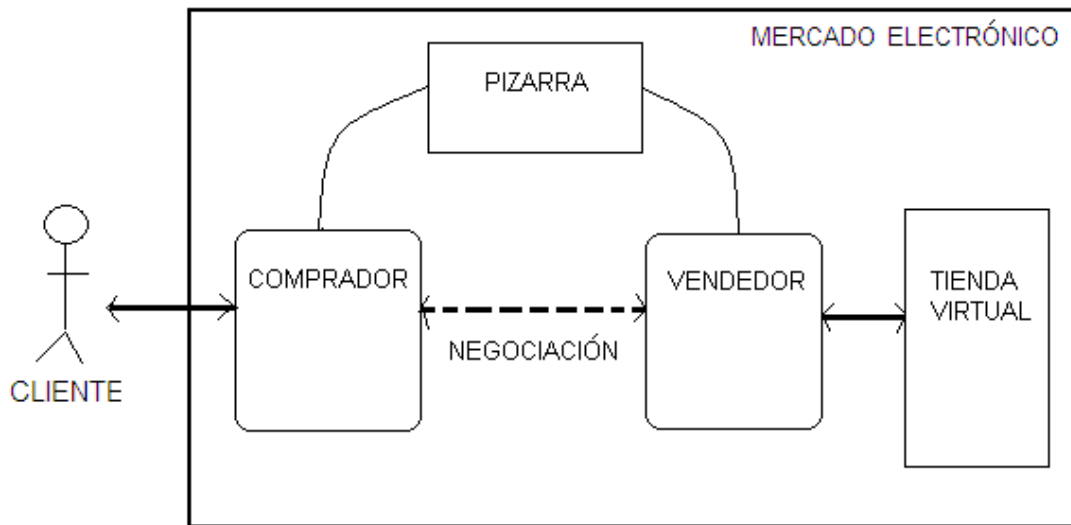 MERCADO ELECTRÓNICO
PIZARRA
COMPRADOR
VENDEDOR
TIENDA
VIRTUAL
NEGOCIACIÓN
CLIENTE